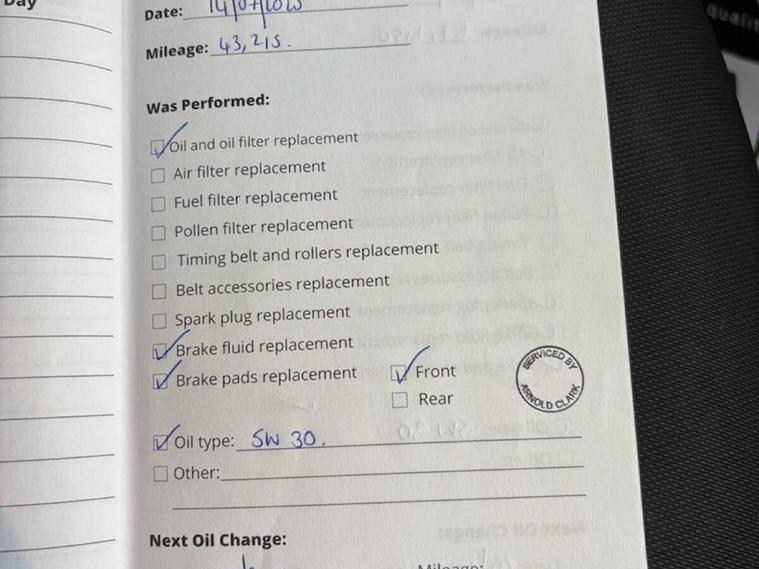 Day
Date: 14/07/2023
Mileage: 43,215.
Was Performed:
Oil and oil filter replacement
Air filter replacement
Fuel filter replacement
Pollen filter replacement
Timing belt and rollers replacement
Belt accessories replacement
Spark plug replacement
Brake fluid replacement
Brake pads replacement Front
Rear
SERVICED BY
ARNOLD CLARK
Oil type: 5W 30.
Other:
Next Oil Change:
Mileage: